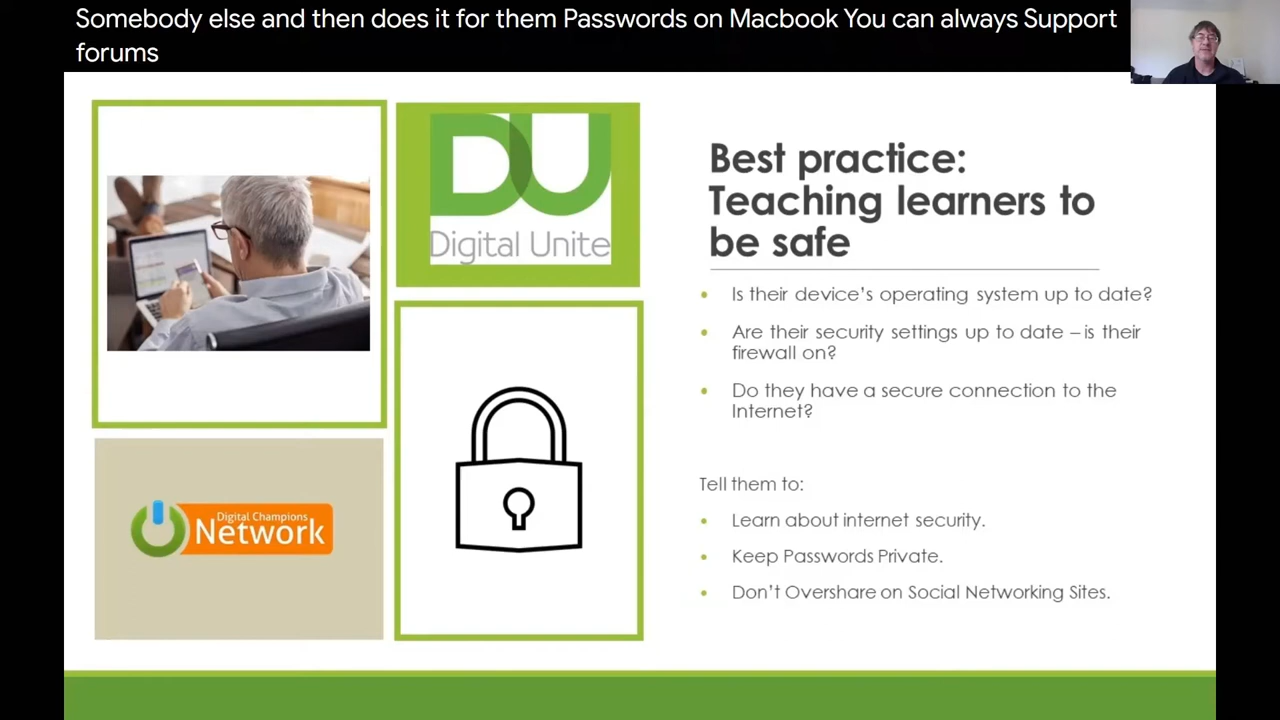 Somebody else and then does it for them Passwords on Macbook You can always Support
forums
DU
Digital Unite
Digital Champions
Network
Best practice:
Teaching learners to
be safe
• Is their device’s operating system up to date?
• Are their security settings up to date – is their
firewall on?
• Do they have a secure connection to the
Internet?
Tell them to:
• Learn about internet security.
• Keep Passwords Private.
• Don’t Overshare on Social Networking Sites.